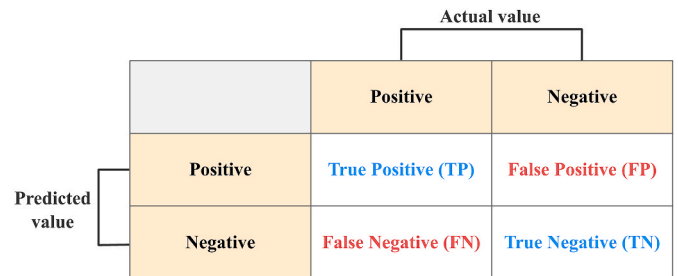 Actual value
Positive Negative
Positive True Positive (TP) False Positive (FP)
Predicted
value
Negative False Negative (FN) True Negative (TN)